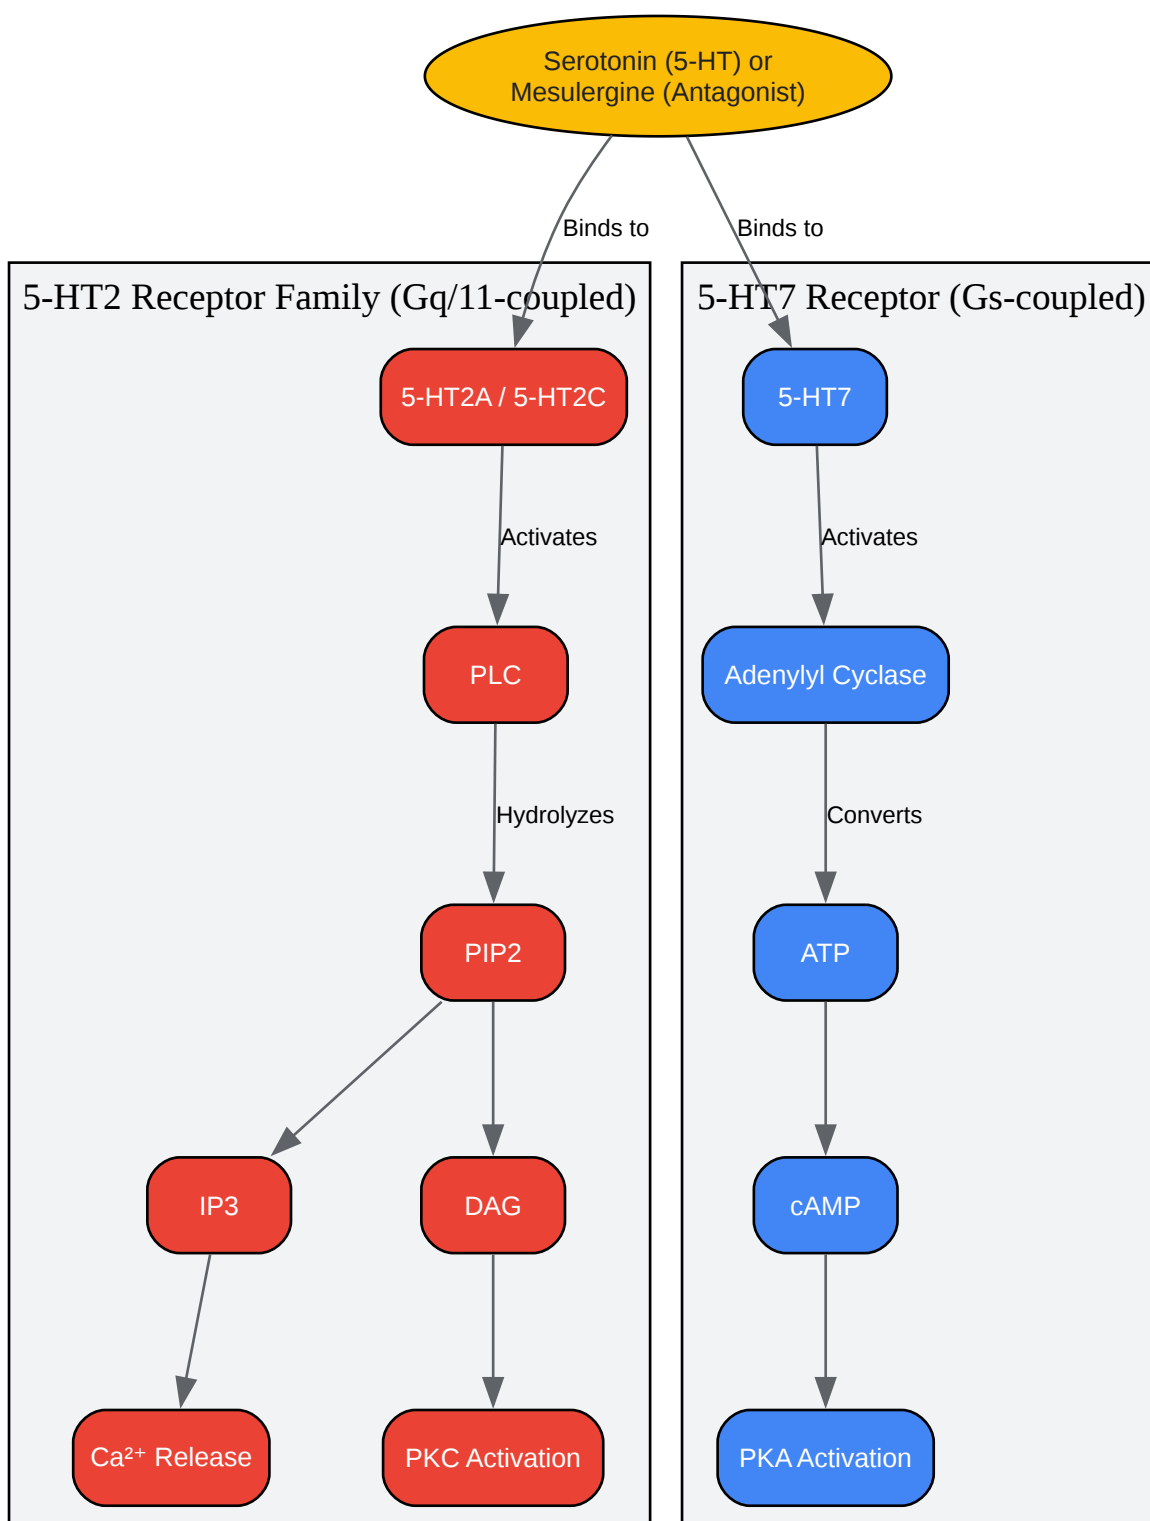 Serotonin (5-HT) or
Mesulergine (Antagonist)
Binds to
Binds to
5-HT2 Receptor Family (Gq/11-coupled)
5-HT7 Receptor (Gs-coupled)
5-HT2A / 5-HT2C
5-HT7
Activates
Activates
PLC
Adenylyl Cyclase
Hydrolyzes
Converts
PIP2
ATP
IP3
DAG
cAMP
Ca²⁺ Release
PKC Activation
PKA Activation